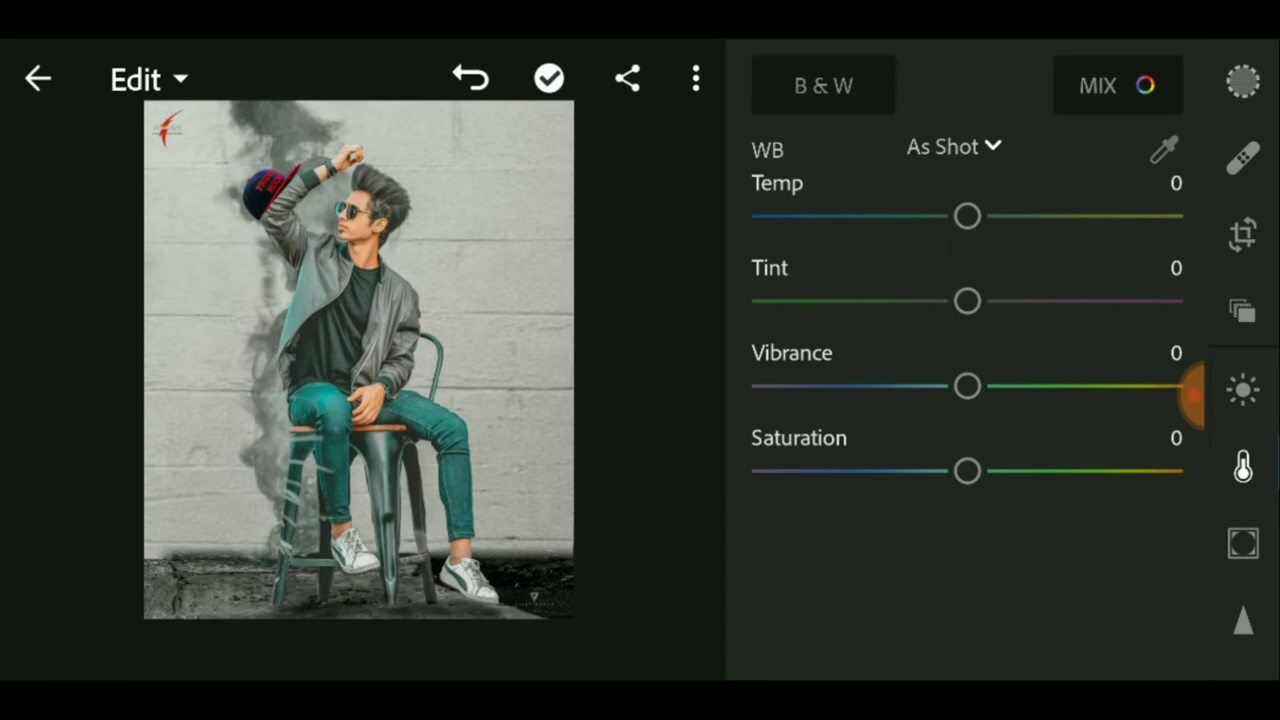 Edit
B & W
MIX
WB
As Shot
Temp
0
Tint
0
Vibrance
0
Saturation
0